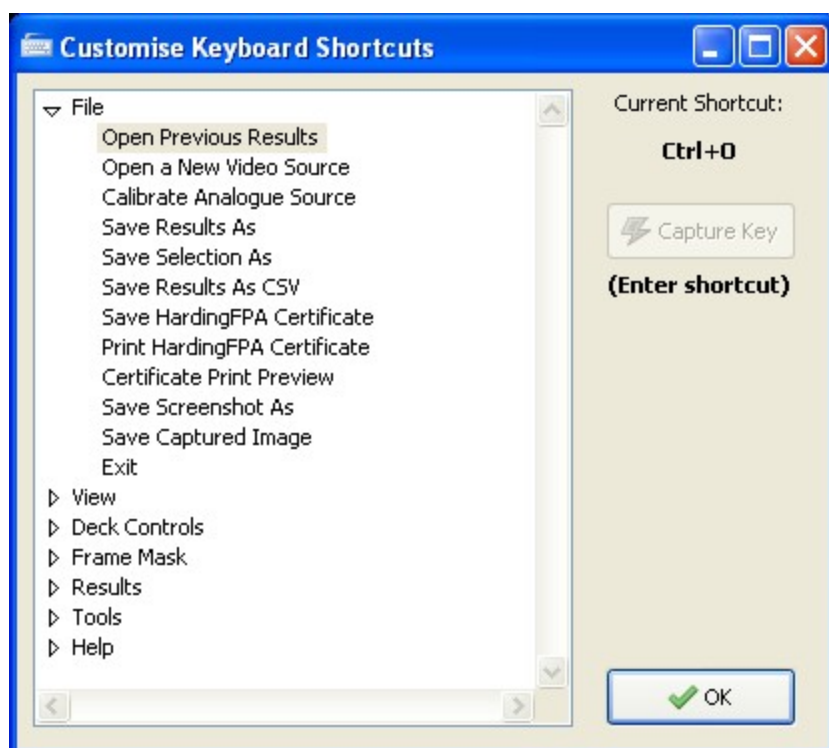 Customise Keyboard Shortcuts
File
Open Previous Results
Open a New Video Source
Calibrate Analogue Source
Save Results As
Save Selection As
Save Results As CSV
Save HardingFPA Certificate
Print HardingFPA Certificate
Certificate Print Preview
Save Screenshot As
Save Captured Image
Exit
View
Deck Controls
Frame Mask
Results
Tools
Help
Current Shortcut:
Ctrl+O
Capture Key
(Enter shortcut)
OK